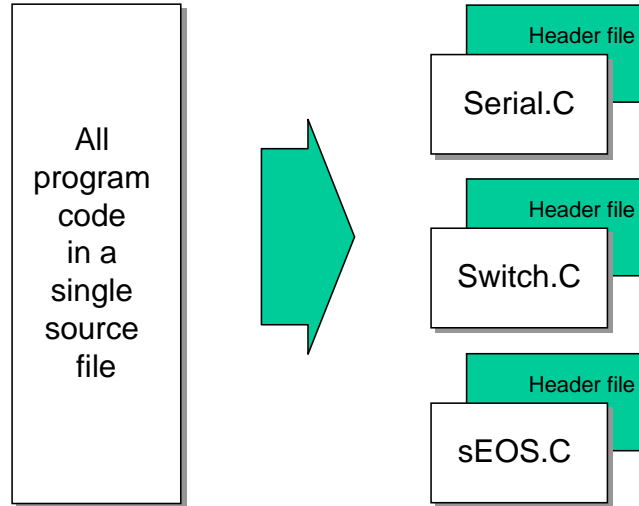 All
program
code
in a
single
source
file
Header file
Serial.C
Header file
Switch.C
Header file
sEOS.C